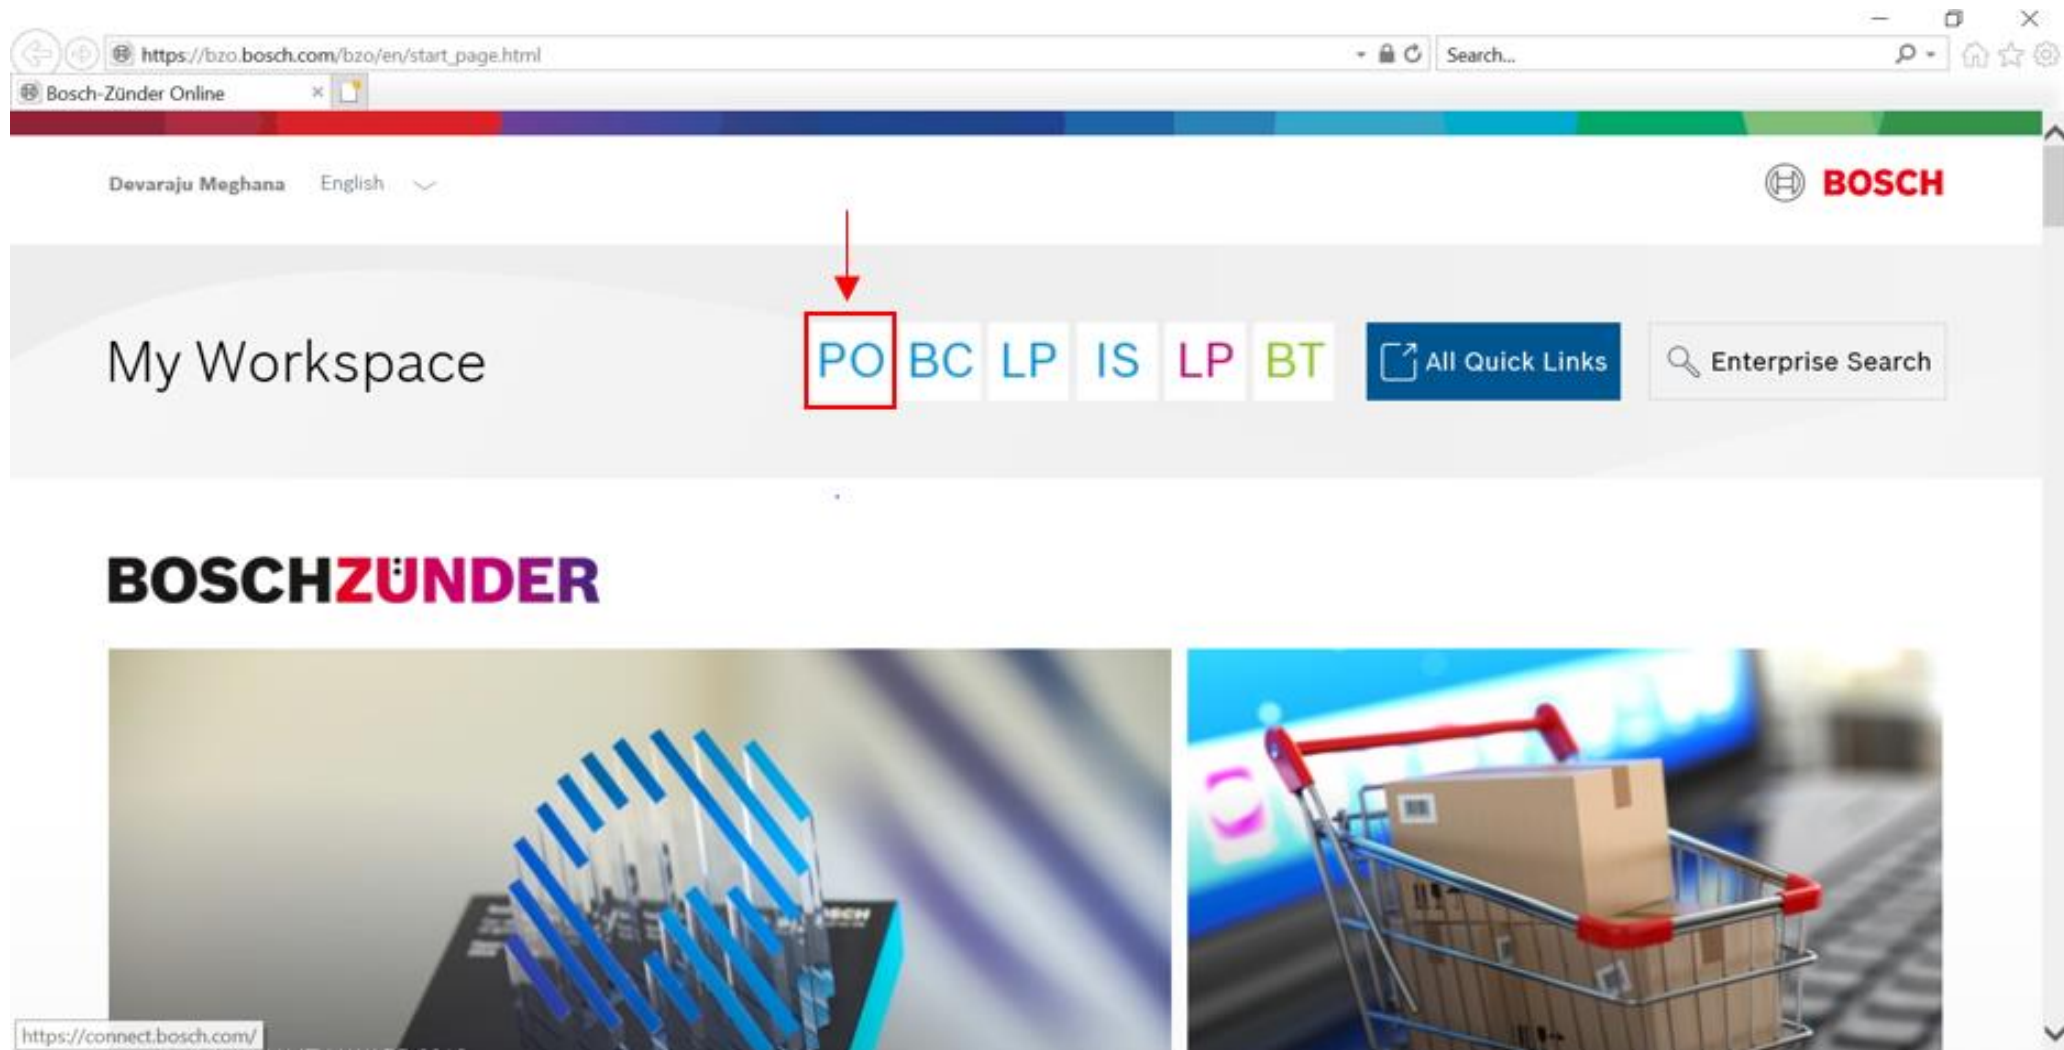 https://bzo.bosch.com/bzo/en/start_page.html
Search...
Bosch-Zünder Online
Devaraju Meghana English
BOSCH
My Workspace
PO BC LP IS LP BT All Quick Links Enterprise Search
BOSCHZÜNDER
https://connect.bosch.com/